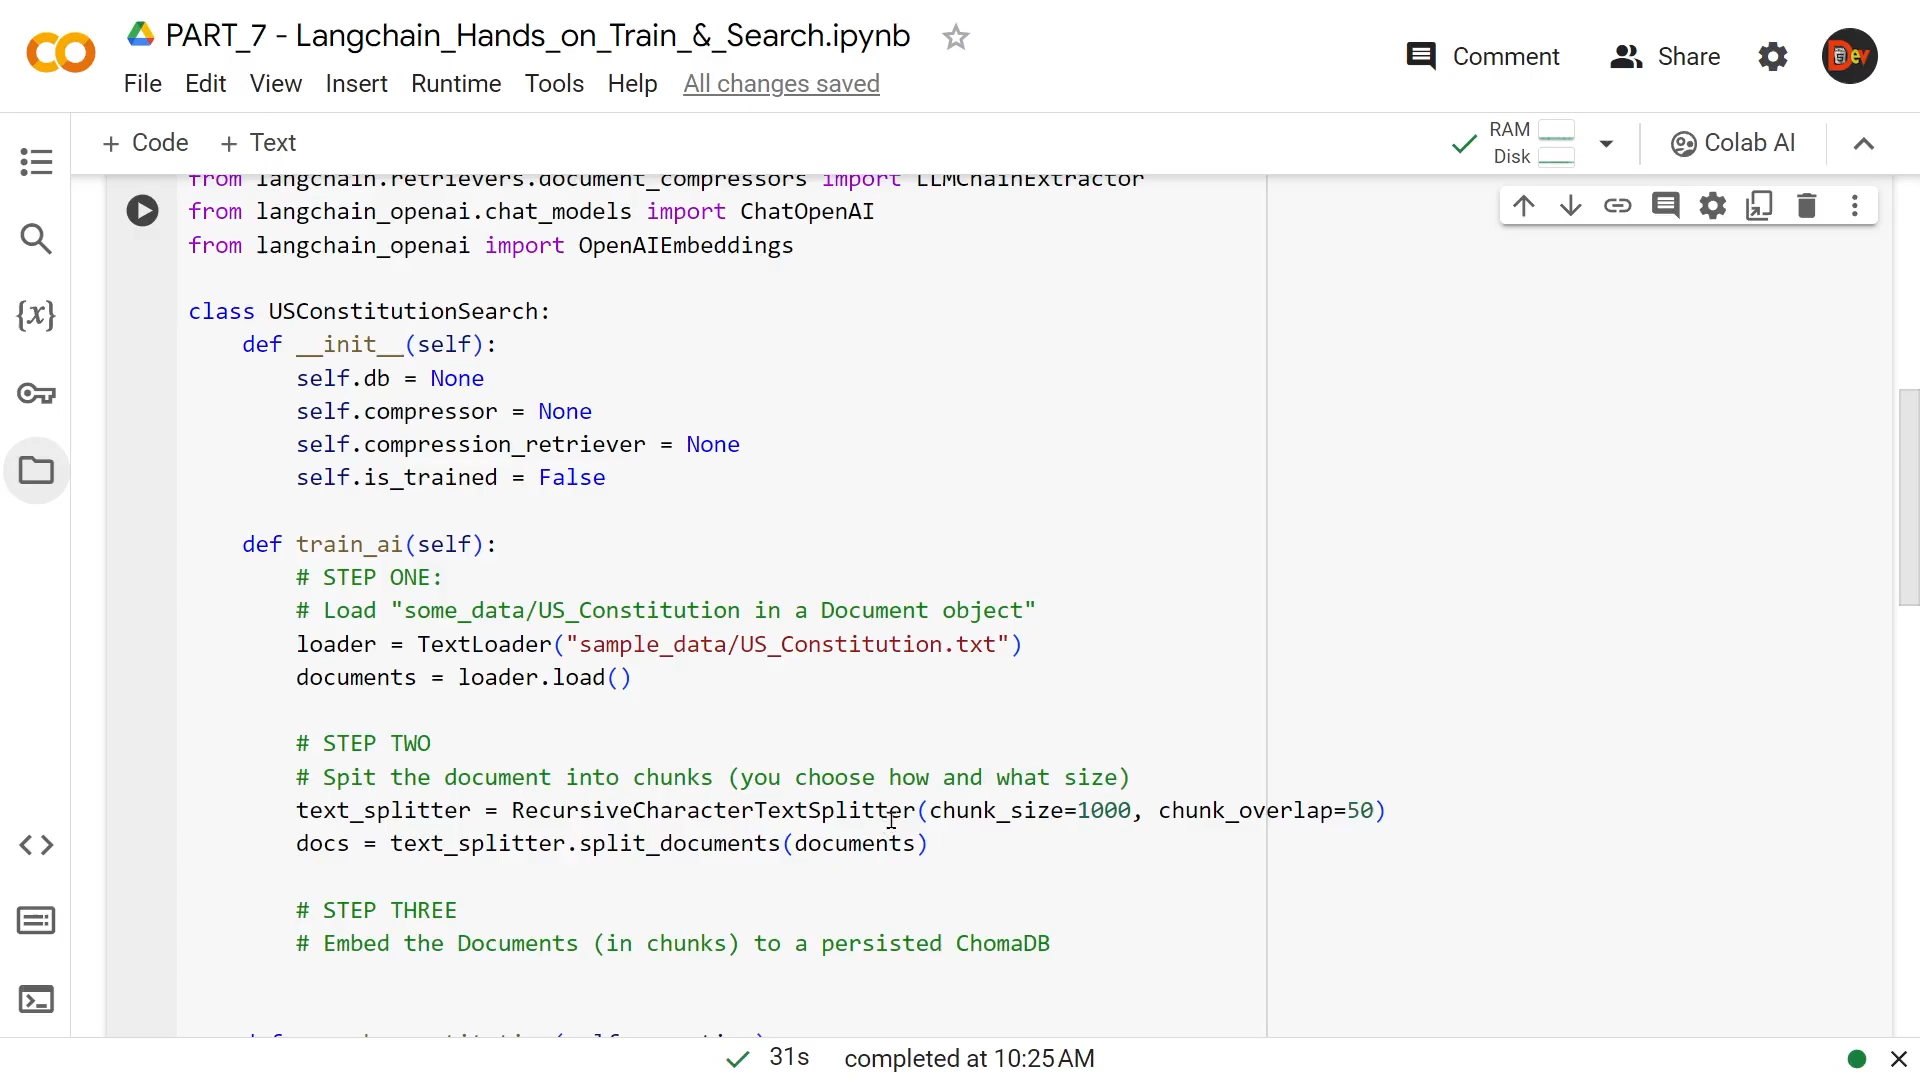 PART_7 - Langchain_Hands_on_Train_&_Search.ipynb
File Edit View Insert Runtime Tools Help All changes saved
Comment Share
Dev
+ Code + Text
RAM
Disk
Colab AI
from langchain.retrievers.document_compressors import LLMChainExtractor
from langchain_openai.chat_models import ChatOpenAI
from langchain_openai import OpenAIEmbeddings
class USConstitutionSearch:
def __init__(self):
self.db = None
self.compressor = None
self.compression_retriever = None
self.is_trained = False
def train_ai(self):
# STEP ONE:
# Load "some_data/US_Constitution in a Document object"
loader = TextLoader("sample_data/US_Constitution.txt")
documents = loader.load()
# STEP TWO
# Spit the document into chunks (you choose how and what size)
text_splitter = RecursiveCharacterTextSplitter(chunk_size=1000, chunk_overlap=50)
docs = text_splitter.split_documents(documents)
# STEP THREE
# Embed the Documents (in chunks) to a persisted ChomaDB
31s completed at 10:25 AM